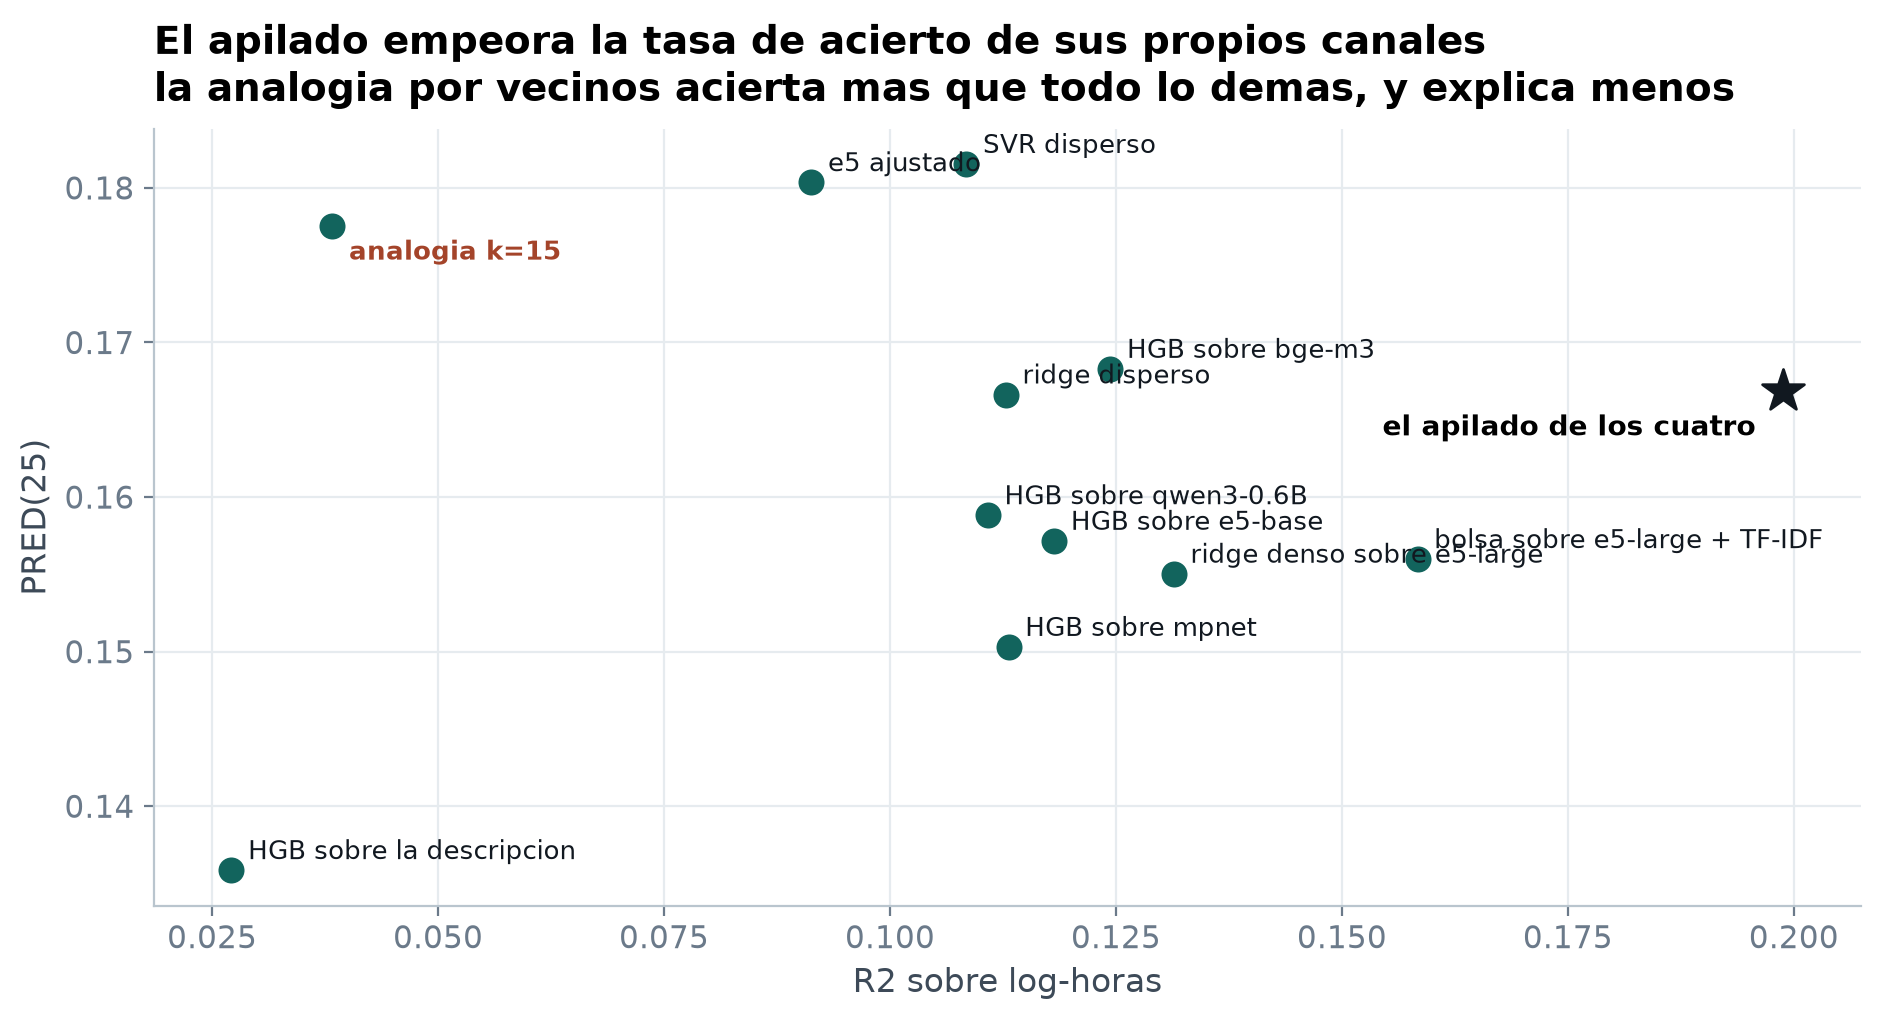 El apilado empeora la tasa de acierto de sus propios canales
la analogia por vecinos acierta mas que todo lo demas, y explica menos
SVR disperso
e5 ajustado
0.18
analogia k=15
0.17
HGB sobre bge-m3
ridge disperso
el apilado de los cuatro
PRED(25)
0.16
HGB sobre qwen3-0.6B
HGB sobre e5-base
bolsa sobre e5-large + TF-IDF
ridge denso sobre e5-large
HGB sobre mpnet
0.15
0.14
HGB sobre la descripcion
0.025 0.050 0.075 0.100 0.125 0.150 0.175 0.200
R2 sobre log-horas